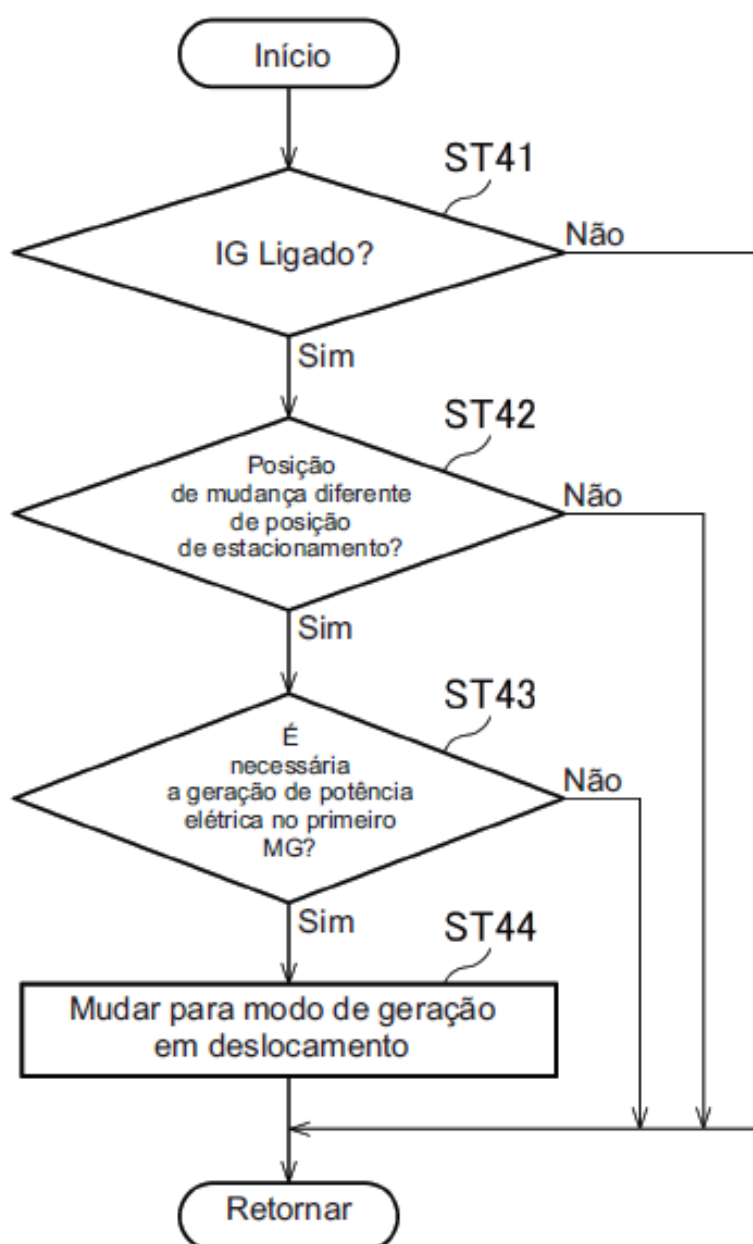 Início
ST41
IG Ligado?
Não
Sim
ST42
Posição
de mudança diferente
de posição
de estacionamento?
Não
Sim
ST43
É
necessária
a geração de potência
elétrica no primeiro
MG?
Não
Sim
ST44
Mudar para modo de geração
em deslocamento
Retornar